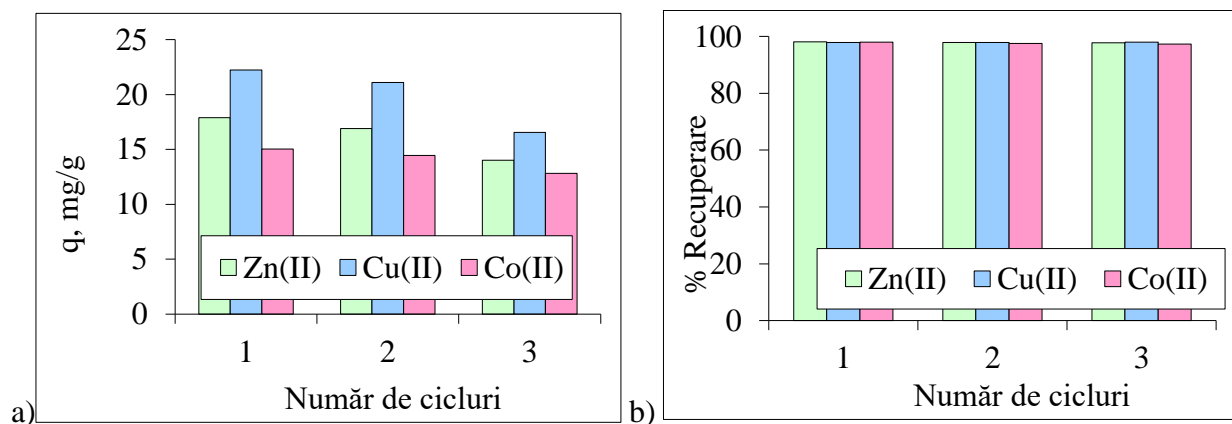 25
20
15
10
5
0
q, mg/g
Zn(II) Cu(II) Co(II)
1 2 3
Număr de cicluri
a)
100
80
60
40
20
0
% Recuperare
Zn(II) Cu(II) Co(II)
1 2 3
Număr de cicluri
b)